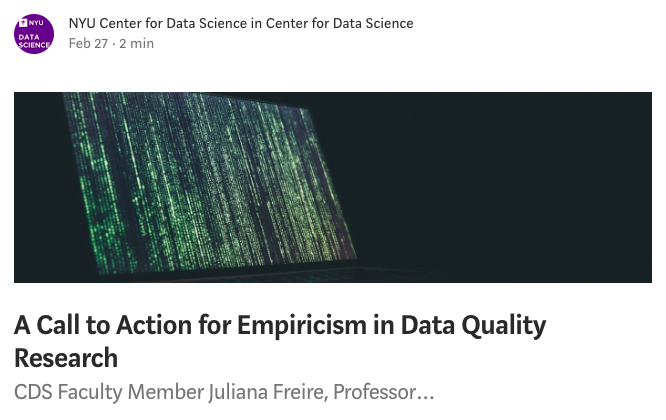 NYU Center for Data Science in Center for Data Science
NYU
DATA
SCIENCE
Feb 27 · 2 min
A Call to Action for Empiricism in Data Quality
Research
CDS Faculty Member Juliana Freire, Professor…